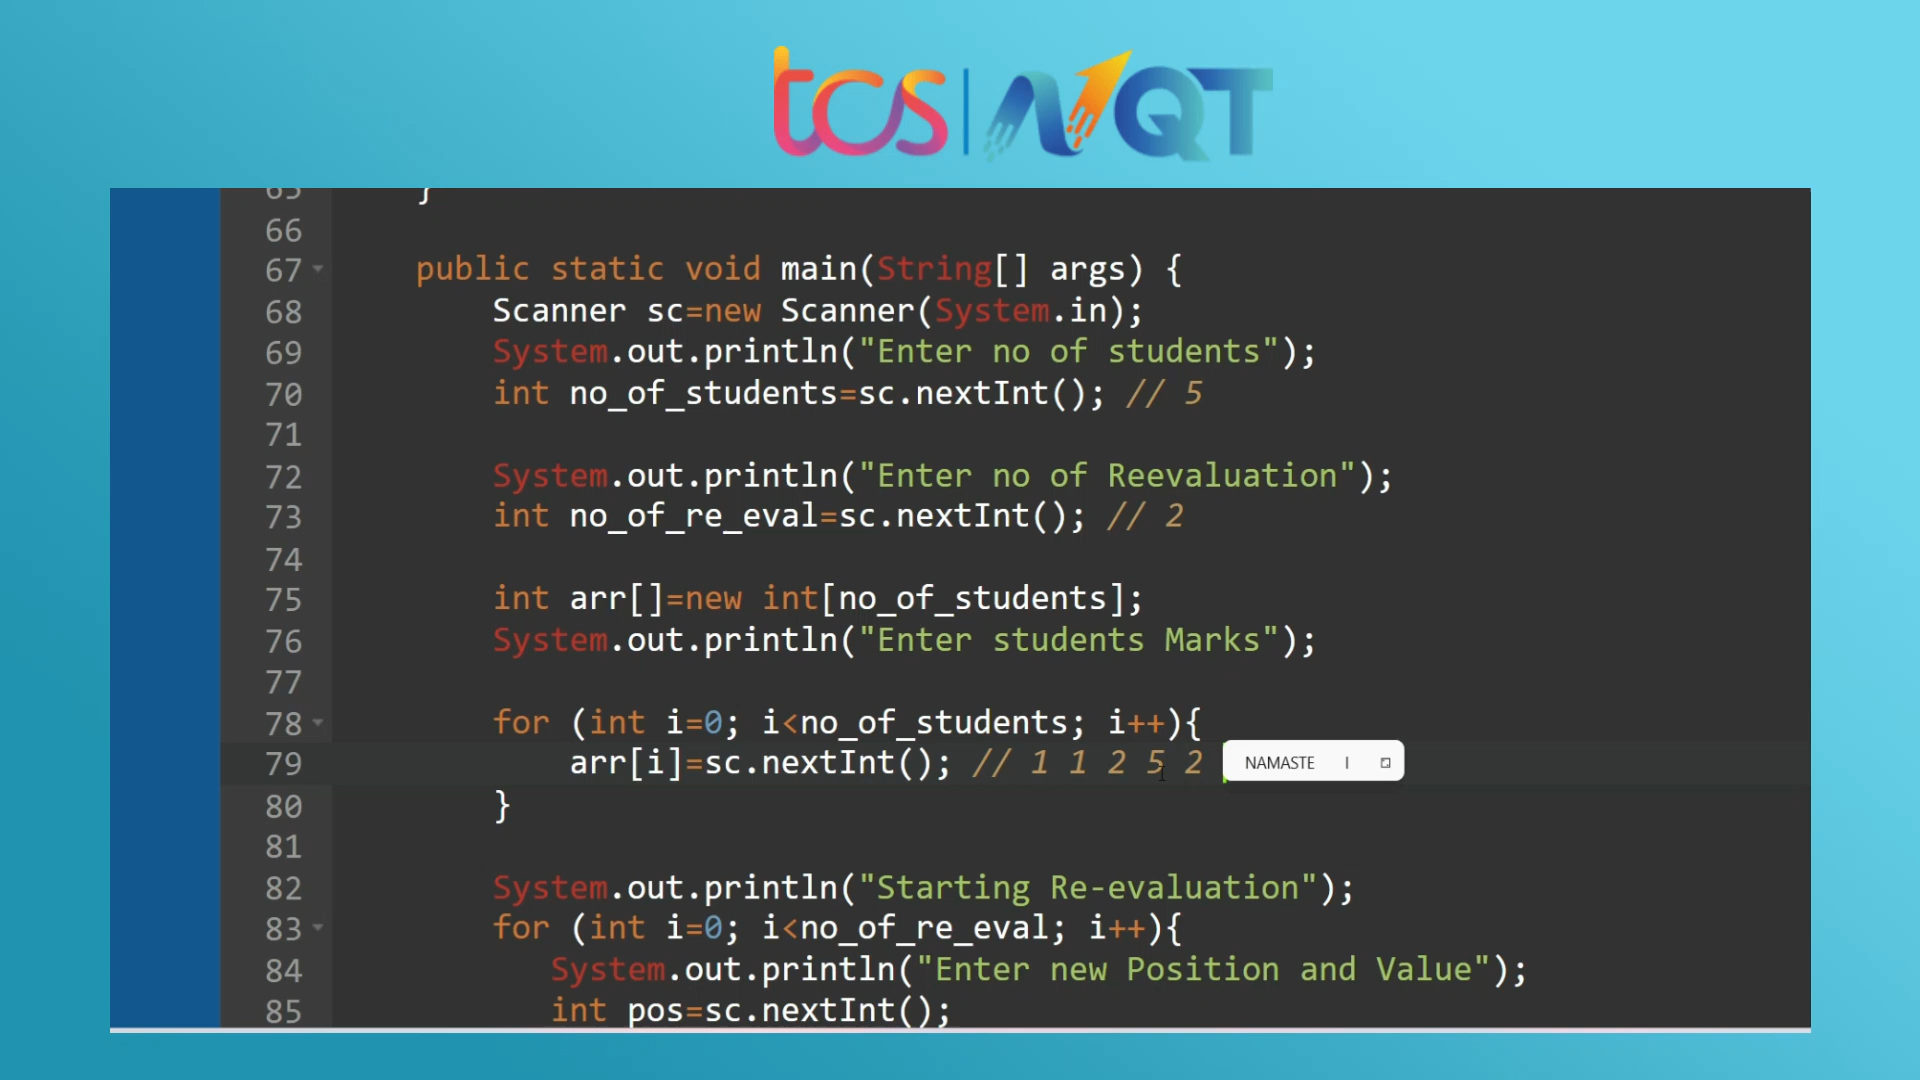 tcs | NQT
65 }
66
67 public static void main(String[] args) {
68 Scanner sc=new Scanner(System.in);
69 System.out.println("Enter no of students");
70 int no_of_students=sc.nextInt(); // 5
71
72 System.out.println("Enter no of Reevaluation");
73 int no_of_re_eval=sc.nextInt(); // 2
74
75 int arr[]=new int[no_of_students];
76 System.out.println("Enter students Marks");
77
78 for (int i=0; i<no_of_students; i++){
79 arr[i]=sc.nextInt(); // 1 1 2 5 2 NAMASTE
80 }
81
82 System.out.println("Starting Re-evaluation");
83 for (int i=0; i<no_of_re_eval; i++){
84 System.out.println("Enter new Position and Value");
85 int pos=sc.nextInt();